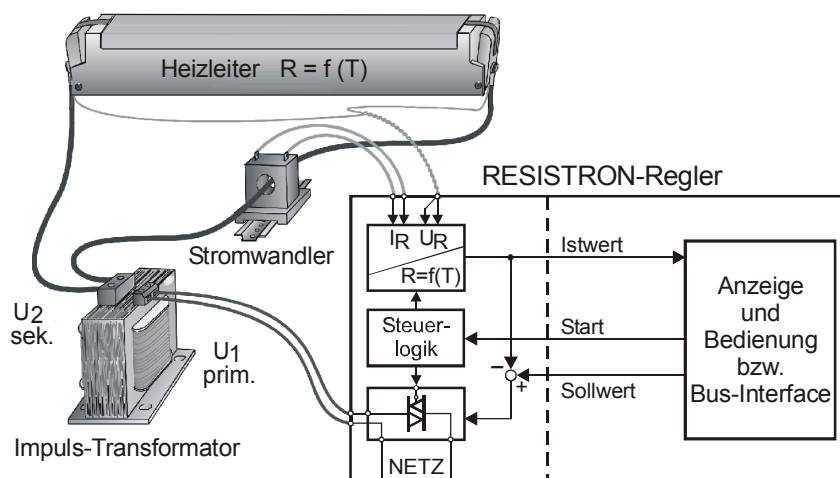 Heizleiter R = f (T)
RESISTRON-Regler
Stromwandler
IR UR
R=f(T)
Istwert
Anzeige
und
Bedienung
bzw.
Bus-Interface
Steuer-
logik
Start
U2
sek.
U1
prim.
–
+
Sollwert
Impuls-Transformator
NETZ